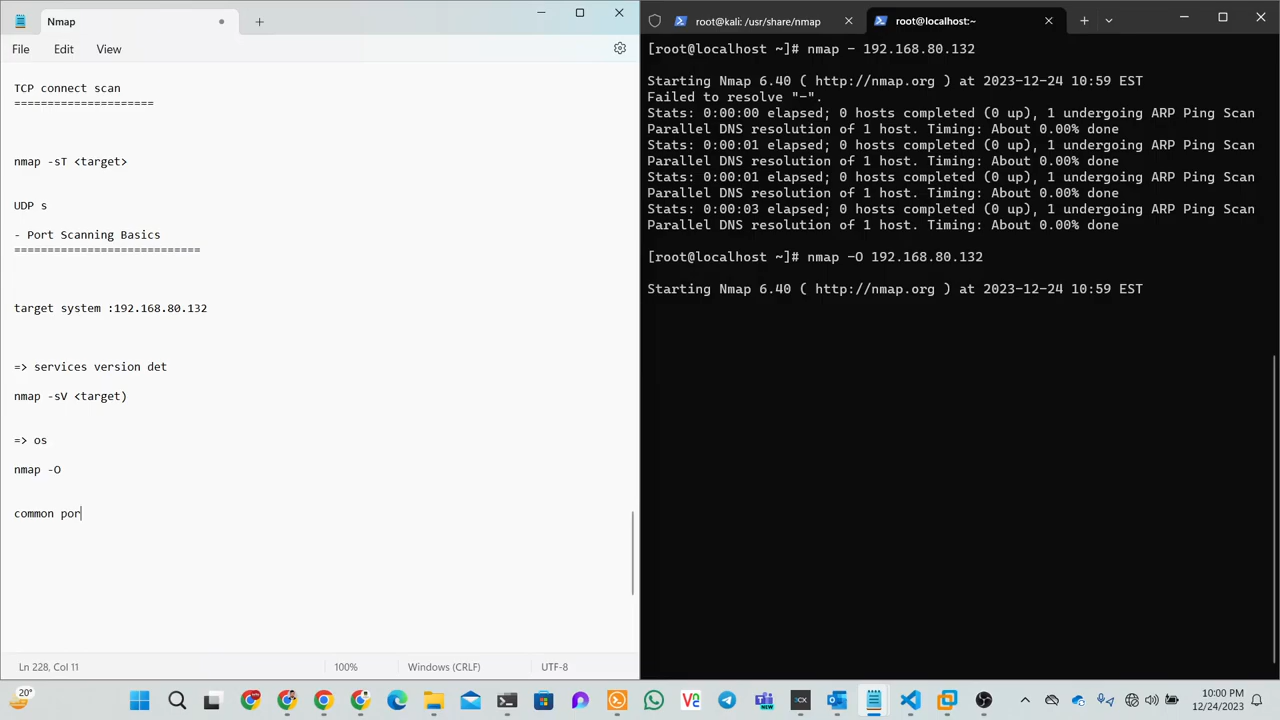 Nmap
File Edit View
TCP connect scan
=====================
nmap -sT <target>
UDP s
- Port Scanning Basics
============================
target system :192.168.80.132
=> services version det
nmap -sV <target)
=> os
nmap -O
common por
Ln 228, Col 11 100% Windows (CRLF) UTF-8
root@kali: /usr/share/nmap root@localhost:~
[root@localhost ~]# nmap - 192.168.80.132
Starting Nmap 6.40 ( http://nmap.org ) at 2023-12-24 10:59 EST
Failed to resolve "-".
Stats: 0:00:00 elapsed; 0 hosts completed (0 up), 1 undergoing ARP Ping Scan
Parallel DNS resolution of 1 host. Timing: About 0.00% done
Stats: 0:00:01 elapsed; 0 hosts completed (0 up), 1 undergoing ARP Ping Scan
Parallel DNS resolution of 1 host. Timing: About 0.00% done
Stats: 0:00:01 elapsed; 0 hosts completed (0 up), 1 undergoing ARP Ping Scan
Parallel DNS resolution of 1 host. Timing: About 0.00% done
Stats: 0:00:03 elapsed; 0 hosts completed (0 up), 1 undergoing ARP Ping Scan
Parallel DNS resolution of 1 host. Timing: About 0.00% done
[root@localhost ~]# nmap -O 192.168.80.132
Starting Nmap 6.40 ( http://nmap.org ) at 2023-12-24 10:59 EST
20°
10:00 PM
12/24/2023